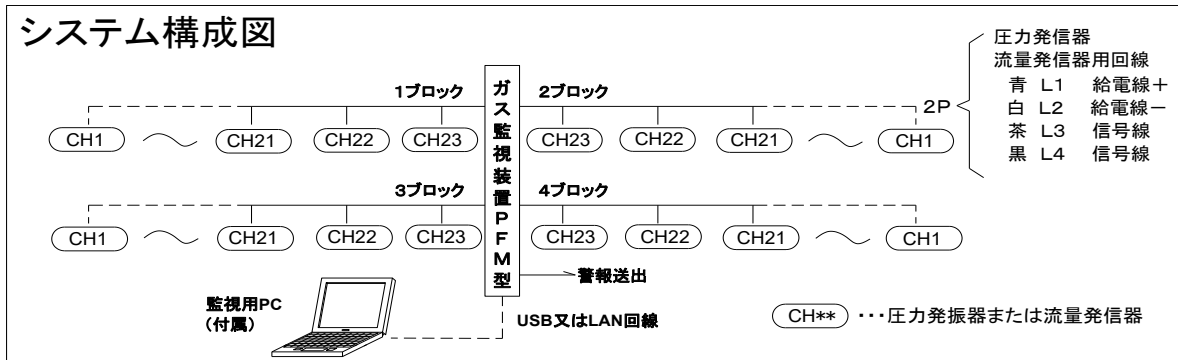 システム構成図
圧力発信器
流量発信器用回線
2P
青 L1 給電線+
白 L2 給電線−
茶 L3 信号線
黒 L4 信号線
1ブロック
2ブロック
CH1 CH21 CH22 CH23
CH23 CH22 CH21 CH1
ガス監視装置PFM型
3ブロック
4ブロック
CH1 CH21 CH22 CH23
CH23 CH22 CH21 CH1
警報送出
監視用PC
(付属)
USB又はLAN回線
CH** ・・・圧力発振器または流量発信器